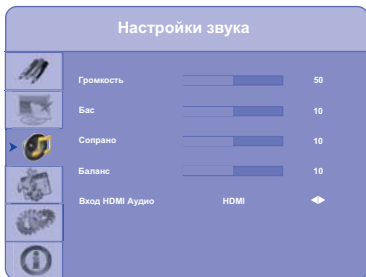 Настройки звука
Громкость 50
Бас 10
Сопрано 10
Баланс 10
Вход HDMI Аудио HDMI